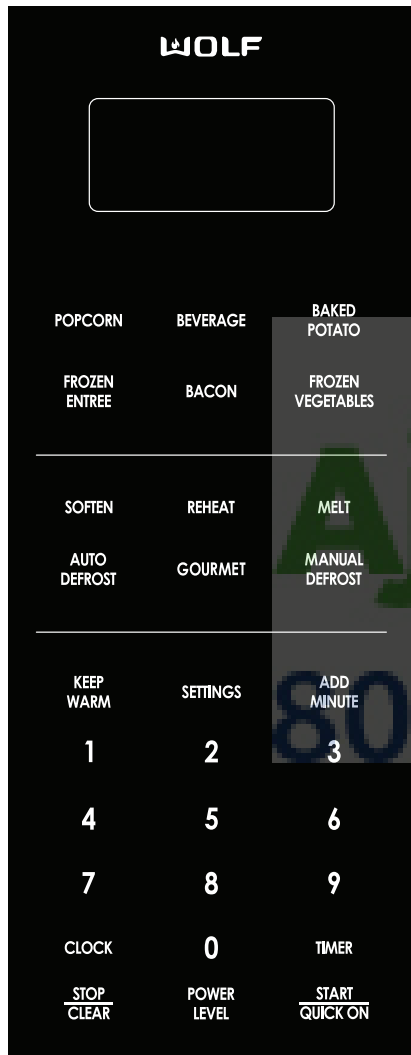 WOLF
POPCORN BEVERAGE BAKED POTATO
FROZEN ENTREE BACON FROZEN VEGETABLES
SOFTEN REHEAT MELT
AUTO DEFROST GOURMET MANUAL DEFROST
KEEP WARM SETTINGS ADD MINUTE
1 2 3
4 5 6
7 8 9
CLOCK 0 TIMER
STOP CLEAR POWER LEVEL START QUICK ON
A
80